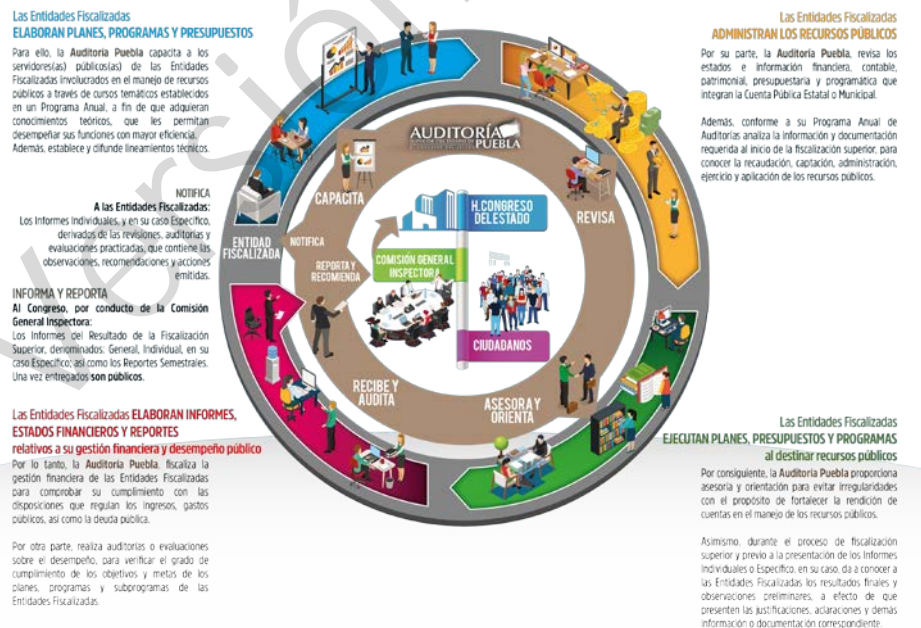 Las Entidades Fiscalizadas
ELABORAN PLANES, PROGRAMAS Y PRESUPUESTOS
Para ello, la Auditoría Puebla capacita a los
servidores(as) públicos(as) de las Entidades
Fiscalizadas involucrados en el manejo de recursos
públicos a través de cursos temáticos establecidos
en un Programa Anual, a fin de que adquieran
conocimientos teóricos, que les permitan
desempeñar sus funciones con mayor eficiencia.
Además, establece y difunde lineamientos técnicos.
NOTIFICA
A las Entidades Fiscalizadas:
Los Informes Individuales, y en su caso Específico,
derivados de las revisiones, auditorías y
evaluaciones practicadas, que contiene las
observaciones, recomendaciones y acciones
emitidas.
INFORMA Y REPORTA
Al Congreso, por conducto de la Comisión
General Inspectora:
Los Informes del Resultado de la Fiscalización
Superior, denominados: General, Individual, en su
caso Específico; así como los Reportes Semestrales.
Una vez entregados son públicos.
Las Entidades Fiscalizadas ELABORAN INFORMES,
ESTADOS FINANCIEROS Y REPORTES
relativos a su gestión financiera y desempeño público
Por lo tanto, la Auditoría Puebla, fiscaliza la
gestión financiera de las Entidades Fiscalizadas
para comprobar su cumplimiento con las
disposiciones que regulan los ingresos, gastos
públicos, así como la deuda pública.
Por otra parte, realiza auditorías o evaluaciones
sobre el desempeño, para verificar el grado de
cumplimiento de los objetivos y metas de los
planes, programas y subprogramas de las
Entidades Fiscalizadas.
AUDITORÍA
PUEBLA
CAPACITA
REVISA
H. CONGRESO
DEL ESTADO
ENTIDAD
FISCALIZADA
NOTIFICA
REPORTA Y
RECOMIENDA
COMISIÓN GENERAL
INSPECTORA
CIUDADANOS
RECIBE Y
AUDITA
ASESORA Y
ORIENTA
Las Entidades Fiscalizadas
ADMINISTRAN LOS RECURSOS PÚBLICOS
Por su parte, la Auditoría Puebla, revisa los
estados e información financiera, contable,
patrimonial, presupuestaria y programática que
integran la Cuenta Pública Estatal o Municipal.
Además, conforme a su Programa Anual de
Auditorías analiza la información y documentación
requerida al inicio de la fiscalización superior, para
conocer la recaudación, captación, administración,
ejercicio y aplicación de los recursos públicos.
Las Entidades Fiscalizadas
EJECUTAN PLANES, PRESUPUESTOS Y PROGRAMAS
al destinar recursos públicos
Por consiguiente, la Auditoría Puebla proporciona
asesoría y orientación para evitar irregularidades
con el propósito de fortalecer la rendición de
cuentas en el manejo de los recursos públicos.
Asimismo, durante el proceso de fiscalización
superior y previo a la presentación de los Informes
Individuales o Específico, en su caso, da a conocer a
las Entidades Fiscalizadas los resultados finales y
observaciones preliminares, a efecto de que
presenten las justificaciones, aclaraciones y demás
información o documentación correspondiente.
Versión